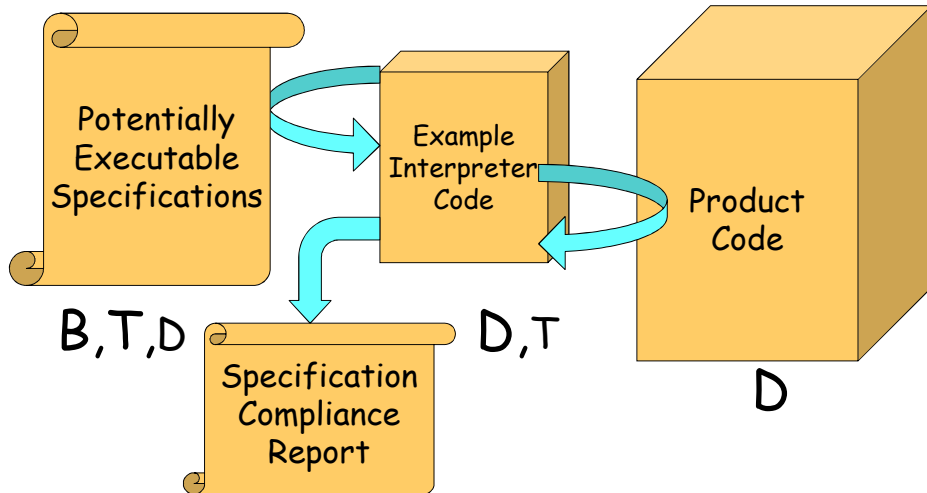 Potentially
Executable
Specifications
Example
Interpreter
Code
Product
Code
B,T,D
D,T
D
Specification
Compliance
Report